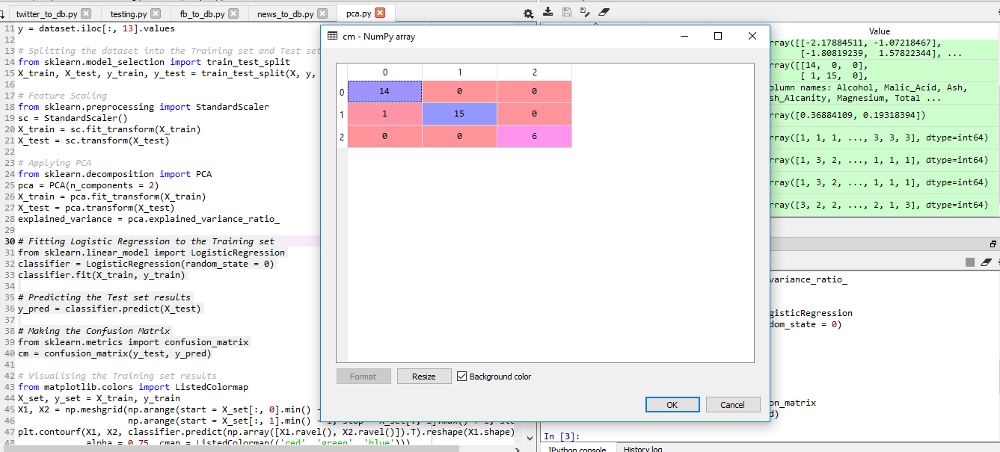 twitter_to_db.py testing.py fb_to_db.py news_to_db.py pca.py
11 y = dataset.iloc[:, 13].values
12
13 # Splitting the dataset into the Training set and Test set
14 from sklearn.model_selection import train_test_split
15 X_train, X_test, y_train, y_test = train_test_split(X, y,
16
17 # Feature Scaling
18 from sklearn.preprocessing import StandardScaler
19 sc = StandardScaler()
20 X_train = sc.fit_transform(X_train)
21 X_test = sc.transform(X_test)
22
23 # Applying PCA
24 from sklearn.decomposition import PCA
25 pca = PCA(n_components = 2)
26 X_train = pca.fit_transform(X_train)
27 X_test = pca.transform(X_test)
28 explained_variance = pca.explained_variance_ratio_
29
30 # Fitting Logistic Regression to the Training set
31 from sklearn.linear_model import LogisticRegression
32 classifier = LogisticRegression(random_state = 0)
33 classifier.fit(X_train, y_train)
34
35 # Predicting the Test set results
36 y_pred = classifier.predict(X_test)
37
38 # Making the Confusion Matrix
39 from sklearn.metrics import confusion_matrix
40 cm = confusion_matrix(y_test, y_pred)
41
42 # Visualising the Training set results
43 from matplotlib.colors import ListedColormap
44 X_set, y_set = X_train, y_train
45 X1, X2 = np.meshgrid(np.arange(start = X_set[:, 0].min() -
46 np.arange(start = X_set[:, 1].min() -
47 plt.contourf(X1, X2, classifier.predict(np.array([X1.ravel(), X2.ravel()]).T).reshape(X1.shape)
48 alpha = 0.75, cmap = ListedColormap(('red', 'green', 'blue')))
cm - NumPy array
0 1 2
0 14 0 0
1 1 15 0
2 0 0 6
Format Resize Background color
OK Cancel
Value
rray([[-2.17884511, -1.07218467],
[-1.80819239, 1.57822344], ...
rray([[14, 0, 0],
[ 1, 15, 0],
olumn names: Alcohol, Malic_Acid, Ash,
sh_Alcanity, Magnesium, Total ...
rray([0.36884109, 0.19318394])
rray([1, 1, 1, ..., 3, 3, 3], dtype=int64)
rray([1, 3, 2, ..., 1, 1, 1], dtype=int64)
rray([1, 3, 2, ..., 1, 1, 1], dtype=int64)
rray([3, 2, 2, ..., 2, 1, 3], dtype=int64)
variance_ratio_
gisticRegression
dom_state = 0)
on_matrix
d)
In [3]:
IPython console History log